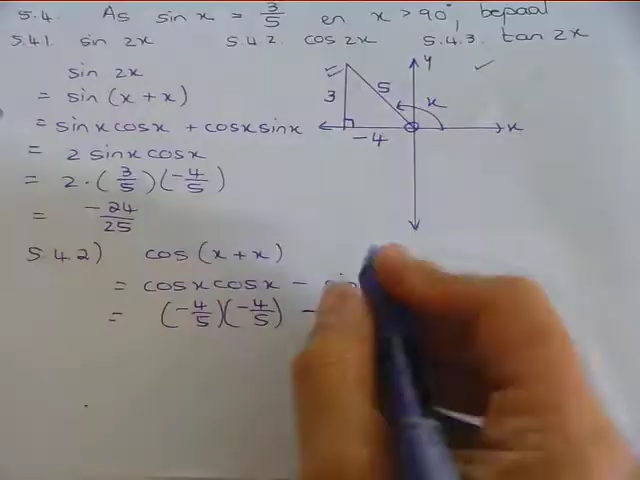 5.4. As sin x = 3/5 en x > 90°, bepaal
5.4.1. sin 2x 5.4.2. cos 2x 5.4.3. tan 2x
sin 2x
= sin (x + x)
= sin x cos x + cos x sin x
= 2 sin x cos x
= 2 · (3/5)(-4/5)
= -24/25
y
5
3
x
x
-4
5.4.2) cos (x + x)
= cos x cos x - sin
= (-4/5)(-4/5) -